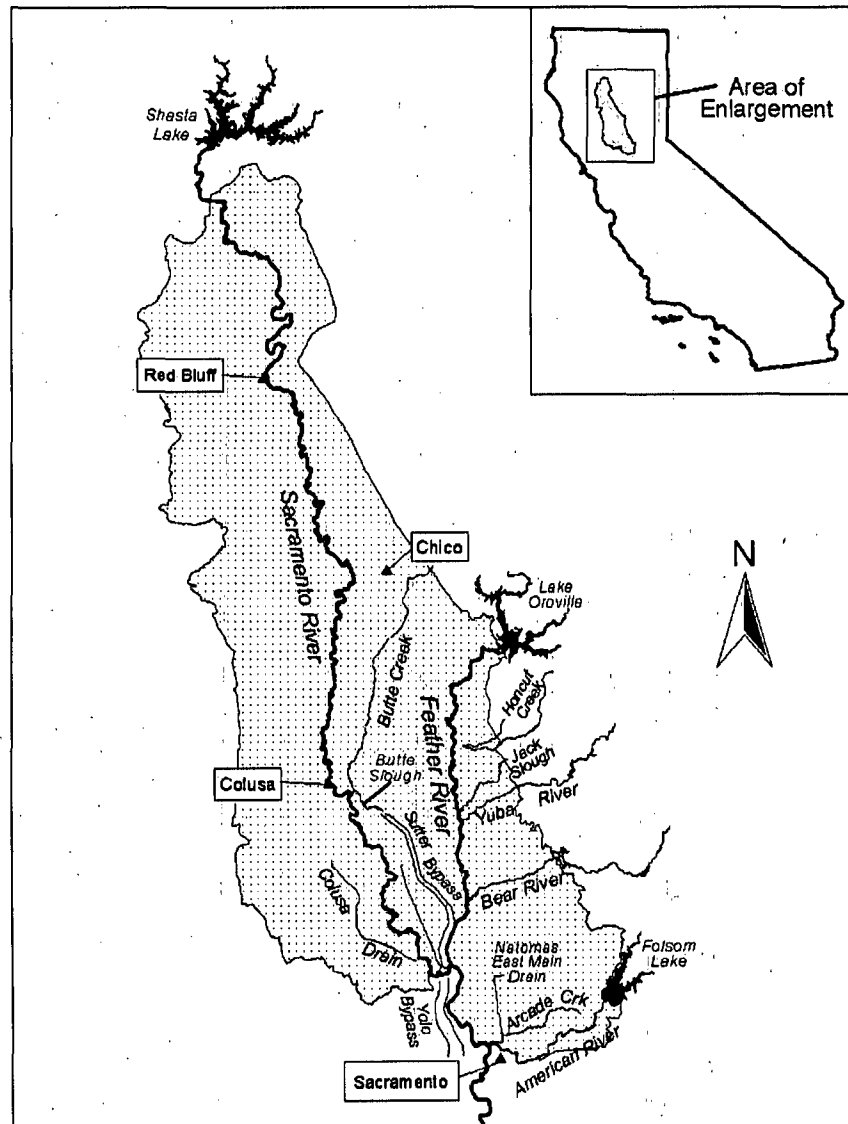 Shasta
Lake
Area of
Enlargement
Red Bluff
Sacramento River
Chico
N
Lake
Oroville
Butte Creek
Feather River
Honcut
Creek
Jack
Slough
Butte
Slough
Colusa
Yuba River
Sutter Bypass
Bear River
Colusa
Drain
Natomas
East Main
Drain
Folsom
Lake
Yolo
Bypass
Arcade Crk
American River
Sacramento